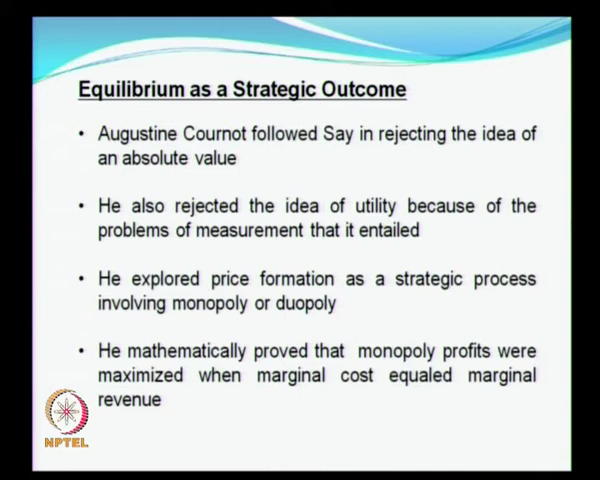 Equilibrium as a Strategic Outcome
• Augustine Cournot followed Say in rejecting the idea of
an absolute value
• He also rejected the idea of utility because of the
problems of measurement that it entailed
• He explored price formation as a strategic process
involving monopoly or duopoly
• He mathematically proved that monopoly profits were
maximized when marginal cost equaled marginal
revenue
NPTEL